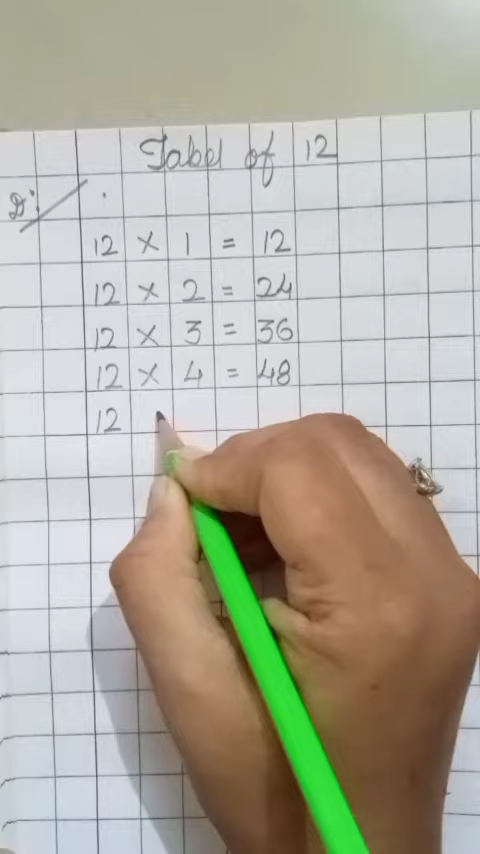 Tabel of 12
D:
12 × 1 = 12
12 × 2 = 24
12 × 3 = 36
12 × 4 = 48
12